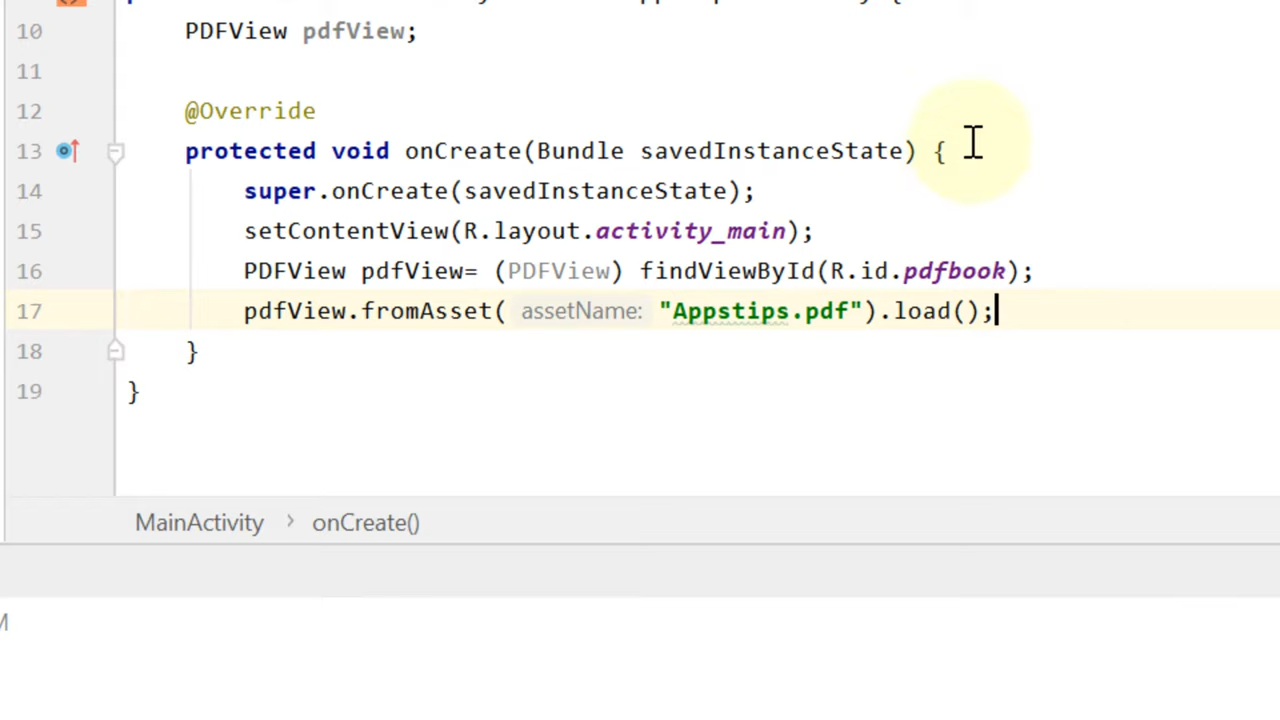 10 PDFView pdfView;
11
12 @Override
13 protected void onCreate(Bundle savedInstanceState) {
14 super.onCreate(savedInstanceState);
15 setContentView(R.layout.activity_main);
16 PDFView pdfView= (PDFView) findViewById(R.id.pdfbook);
17 pdfView.fromAsset( assetName: "Appstips.pdf").load();
18 }
19 }
MainActivity > onCreate()
M